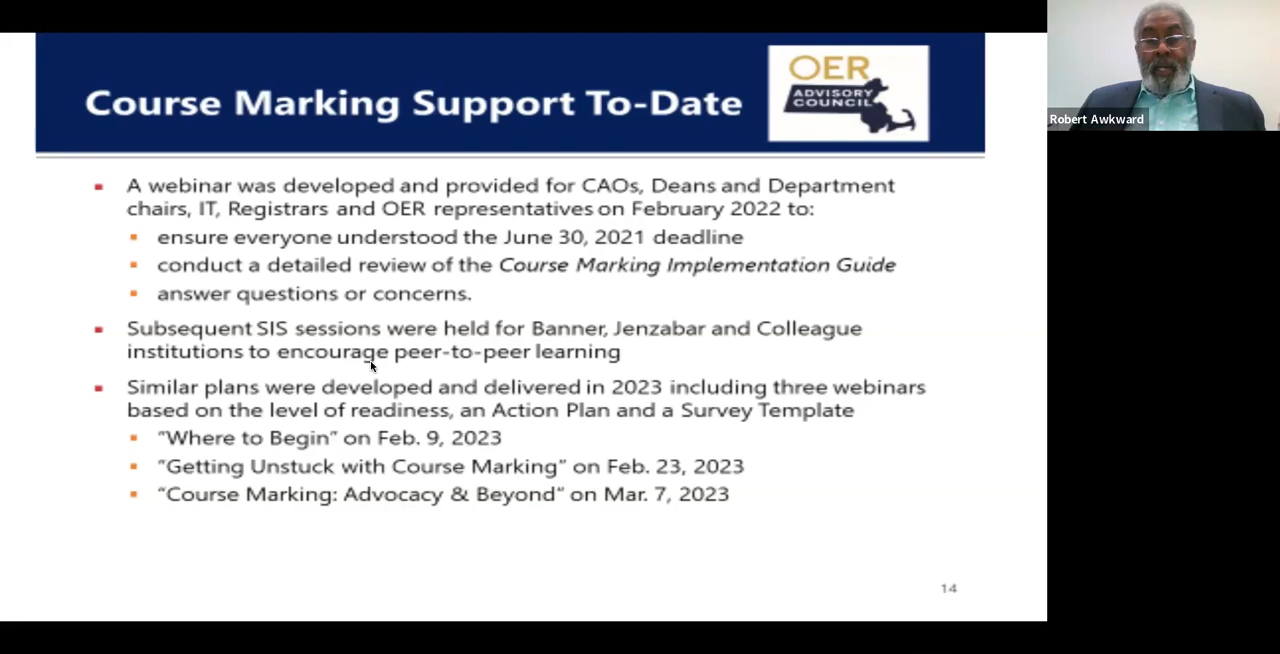 Course Marking Support To-Date
OER
ADVISORY
COUNCIL
Robert Awkward
A webinar was developed and provided for CAOs, Deans and Department
chairs, IT, Registrars and OER representatives on February 2022 to:
ensure everyone understood the June 30, 2021 deadline
conduct a detailed review of the Course Marking Implementation Guide
answer questions or concerns.
Subsequent SIS sessions were held for Banner, Jenzabar and Colleague
institutions to encourage peer-to-peer learning
Similar plans were developed and delivered in 2023 including three webinars
based on the level of readiness, an Action Plan and a Survey Template
“Where to Begin” on Feb. 9, 2023
“Getting Unstuck with Course Marking” on Feb. 23, 2023
“Course Marking: Advocacy & Beyond” on Mar. 7, 2023
14